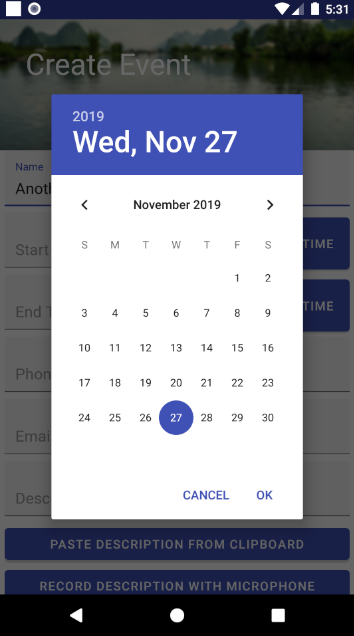 5:31
Create Event
2019
Wed, Nov 27
Name
Anoth
November 2019
S M T W T F S
1 2
3 4 5 6 7 8 9
10 11 12 13 14 15 16
17 18 19 20 21 22 23
24 25 26 27 28 29 30
Start
TIME
End T
TIME
Phon
Email
Desc
CANCEL OK
PASTE DESCRIPTION FROM CLIPBOARD
RECORD DESCRIPTION WITH MICROPHONE